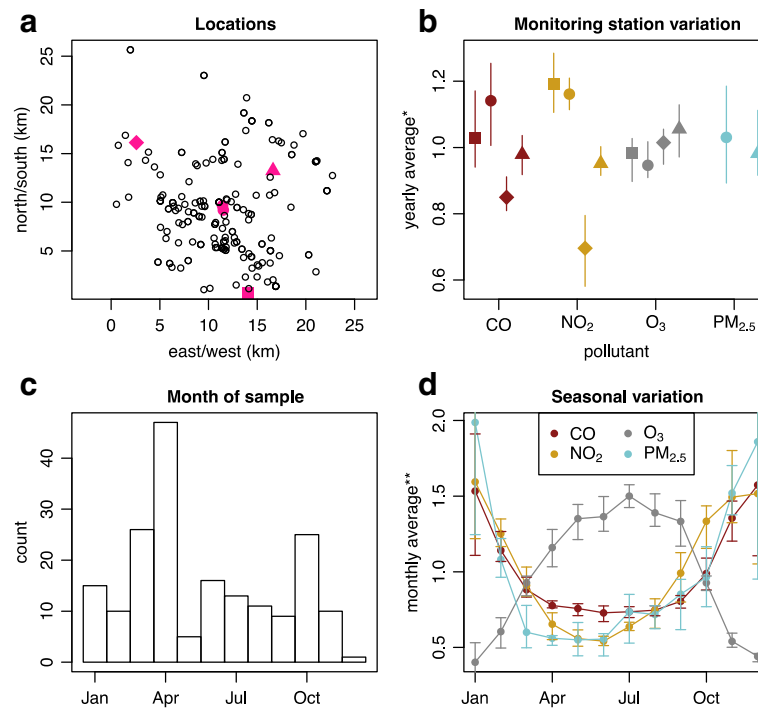 a
Locations
25
20
15
10
5
north/south (km)
0 5 10 15 20 25
east/west (km)
b
Monitoring station variation
1.2
1.0
0.8
0.6
yearly average*
CO NO₂ O₃ PM₂.₅
pollutant
c
Month of sample
40
30
20
10
0
count
Jan Apr Jul Oct
d
Seasonal variation
CO O₃
NO₂ PM₂.₅
2.0
1.5
1.0
0.5
monthly average**
Jan Apr Jul Oct